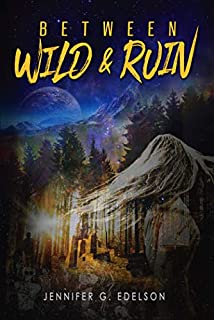 BETWEEN
WILD & RUIN
JENNIFER G. EDELSON